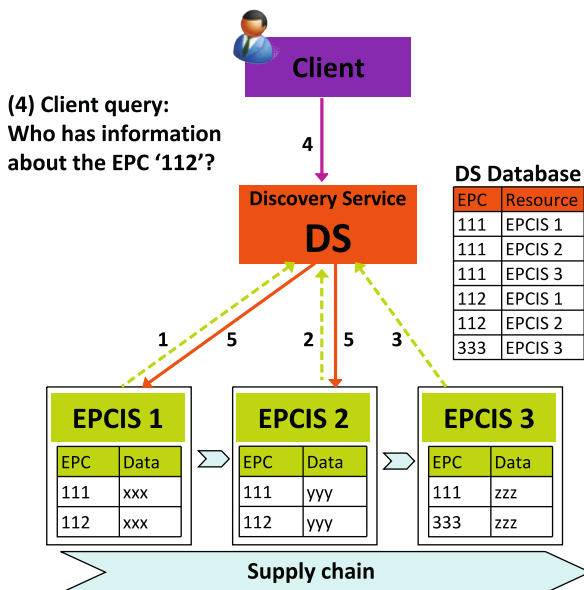 Client
(4) Client query:
Who has information
about the EPC ‘112’?
4
Discovery Service
DS
DS Database
EPC Resource
111 EPCIS 1
111 EPCIS 2
111 EPCIS 3
112 EPCIS 1
112 EPCIS 2
333 EPCIS 3
1 5 2 5 3
EPCIS 1
EPC Data
111 xxx
112 xxx
EPCIS 2
EPC Data
111 yyy
112 yyy
EPCIS 3
EPC Data
111 zzz
333 zzz
Supply chain